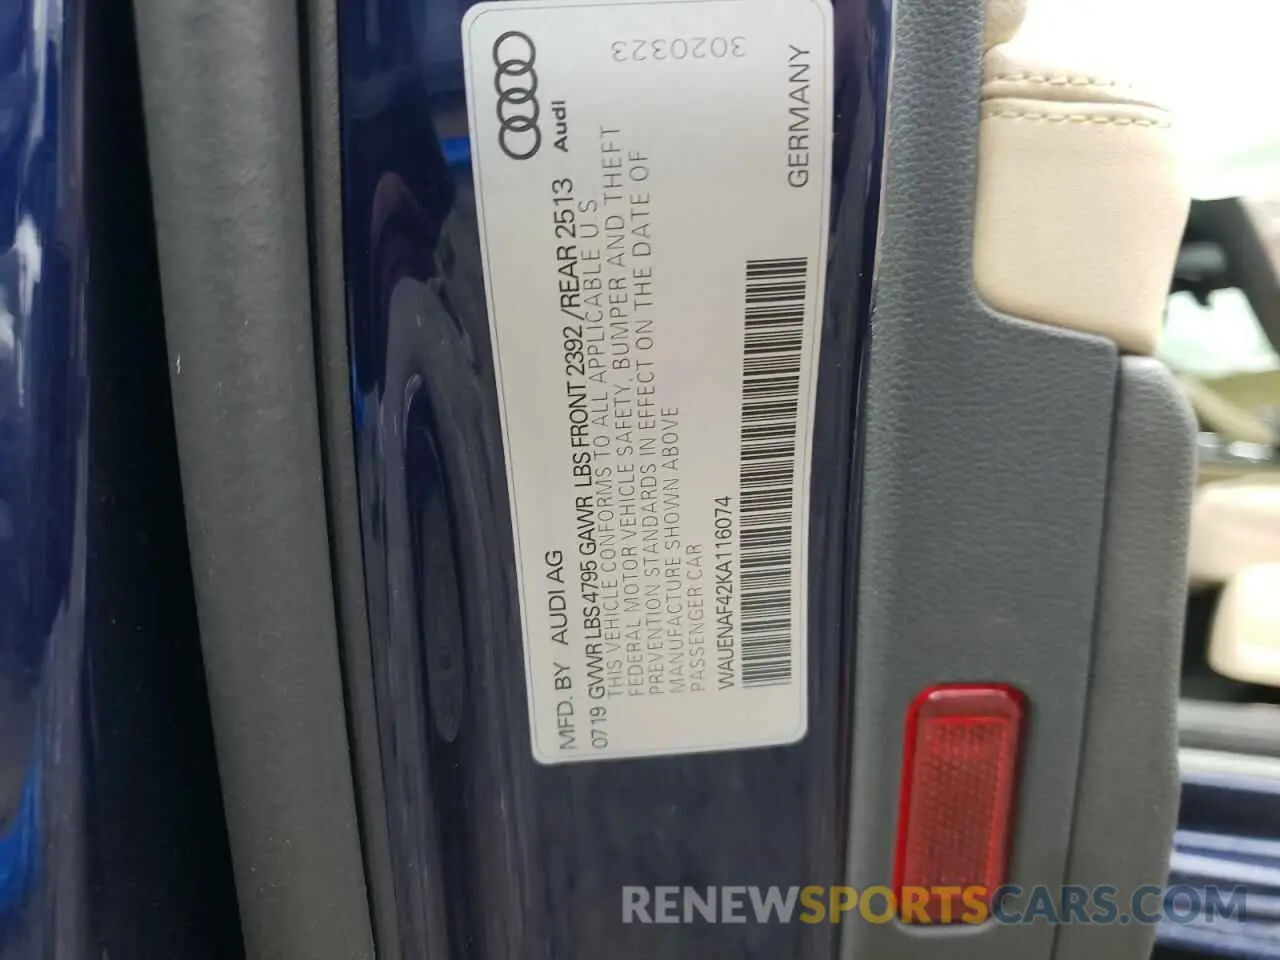 MFD. BY AUDI AG
Audi
07 19 GVWR LBS 4795 GAWR LBS FRONT 2392 /REAR 2513
THIS VEHICLE CONFORMS TO ALL APPLICABLE U S
FEDERAL MOTOR VEHICLE SAFETY, BUMPER AND THEFT
PREVENTION STANDARDS IN EFFECT ON THE DATE OF
MANUFACTURE SHOWN ABOVE
PASSENGER CAR
3020323
WAUENAF42KA116074
GERMANY
RENEWSPORTSCARS.COM